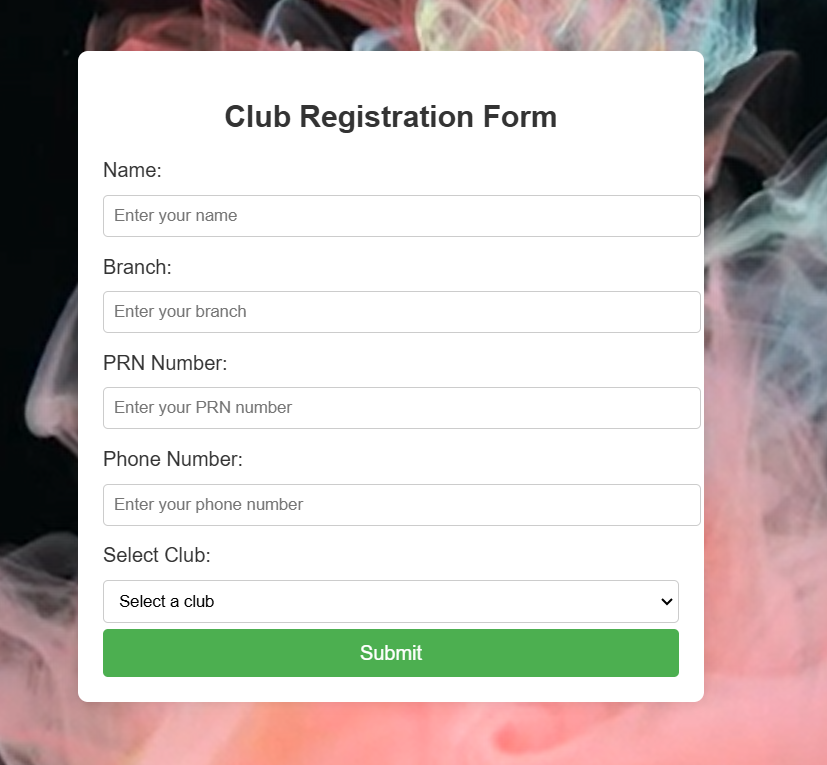 Club Registration Form
Name:
Enter your name
Branch:
Enter your branch
PRN Number:
Enter your PRN number
Phone Number:
Enter your phone number
Select Club:
Select a club
Submit